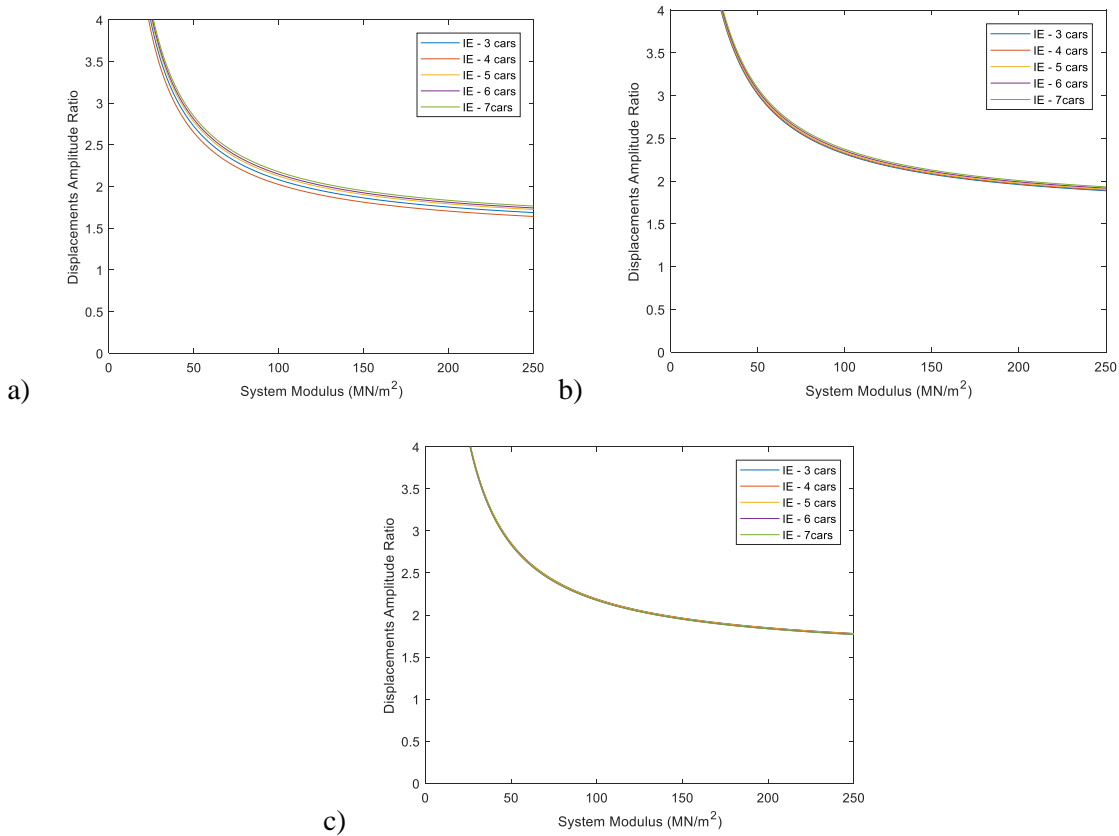 4
3.5
3
2.5
2
1.5
1
0.5
0
0 50 100 150 200 250
Displacements Amplitude Ratio
System Modulus (MN/m²)
IE - 3 cars
IE - 4 cars
IE - 5 cars
IE - 6 cars
IE - 7cars
a)
4
3.5
3
2.5
2
1.5
1
0.5
0
0 50 100 150 200 250
Displacements Amplitude Ratio
System Modulus (MN/m²)
IE - 3 cars
IE - 4 cars
IE - 5 cars
IE - 6 cars
IE - 7cars
b)
4
3.5
3
2.5
2
1.5
1
0.5
0
0 50 100 150 200 250
Displacements Amplitude Ratio
System Modulus (MN/m²)
IE - 3 cars
IE - 4 cars
IE - 5 cars
IE - 6 cars
IE - 7cars
c)